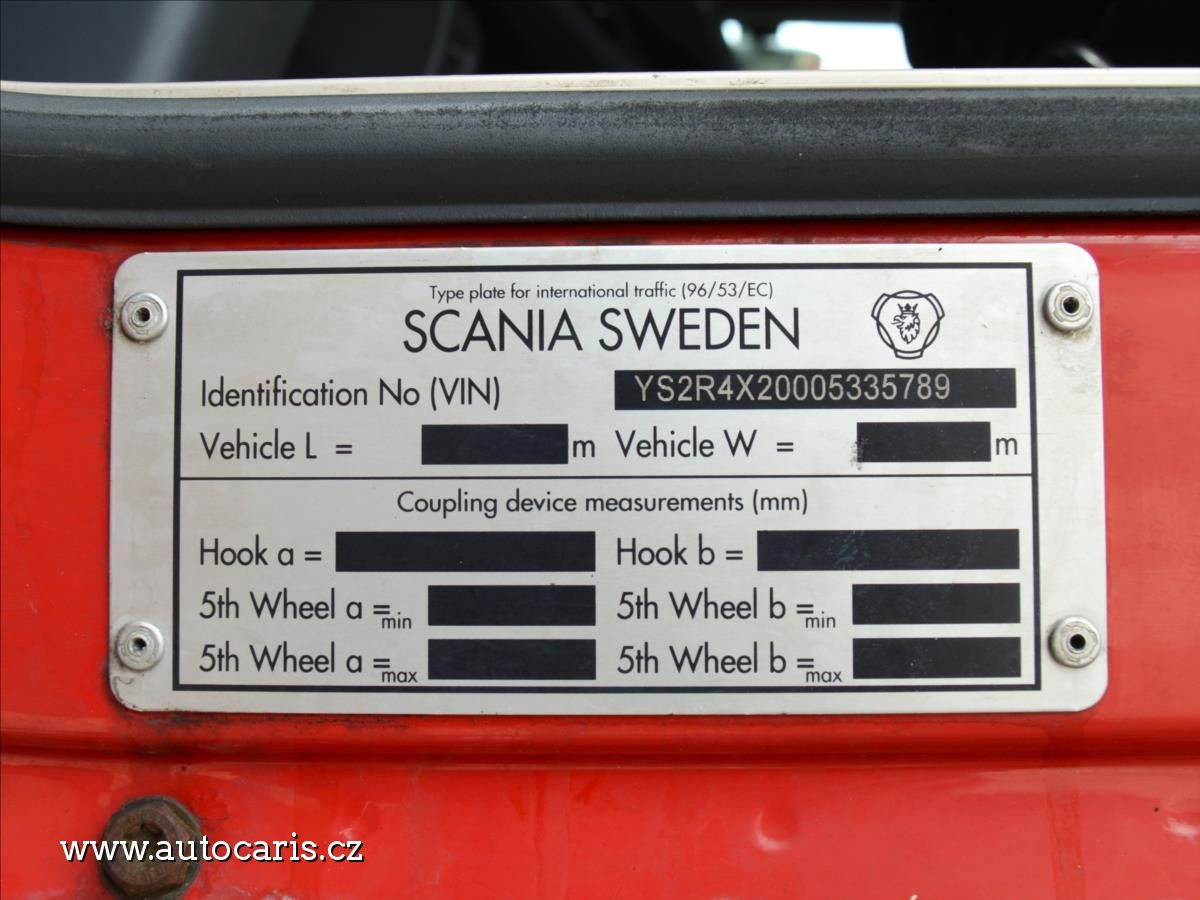 Type plate for international traffic (96/53/EC)
SCANIA SWEDEN
Identification No (VIN) YS2R4X20005335789
Vehicle L = m Vehicle W = m
Coupling device measurements (mm)
Hook a = Hook b =
5th Wheel a =min 5th Wheel b =min
5th Wheel a =max 5th Wheel b =max
www.autocaris.cz